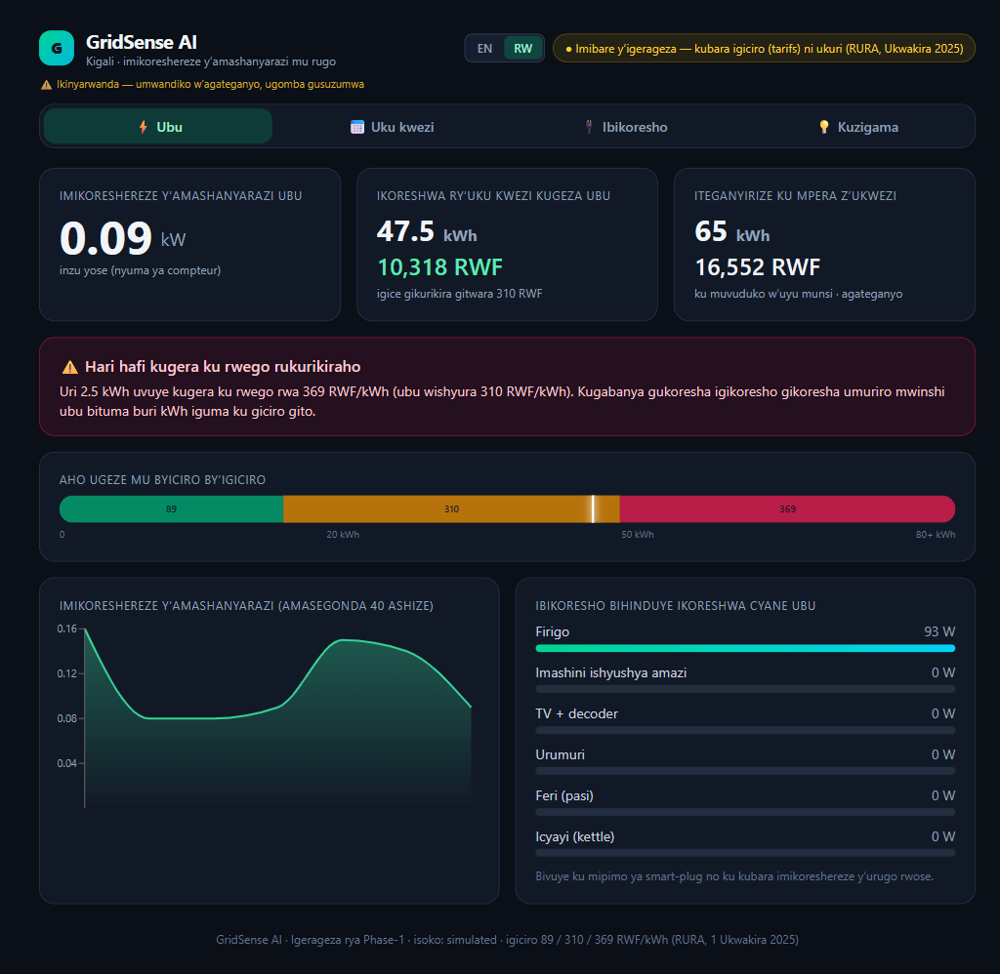 G
GridSense AI
Kigali · imikoreshereze y'amashanyarazi mu rugo
EN RW
● Imibare y'igerageza — kubara igiciro (tarifs) ni ukuri (RURA, Ukwakira 2025)
⚠ Ikinyarwanda — umwandiko w'agateganyo, ugomba gusuzumwa
Ubu
Uku kwezi
Ibikoresho
Kuzigama
IMIKORESHEREZE Y'AMASHANYARAZI UBU
0.09 kW
inzu yose (nyuma ya compteur)
IKORESHWA RY'UKU KWEZI KUGEZA UBU
47.5 kWh
10,318 RWF
igice gikurikira gitwara 310 RWF
ITEGANYIRIZE KU MPERA Z'UKWEZI
65 kWh
16,552 RWF
ku muvuduko w'uyu munsi · agateganyo
⚠ Hari hafi kugera ku rwego rukurikiraho
Uri 2.5 kWh uvuye kugera ku rwego rwa 369 RWF/kWh (ubu wishyura 310 RWF/kWh). Kugabanya gukoresha igikoresho gikoresha umuriro mwinshi
ubu bituma buri kWh iguma ku giciro gito.
AHO UGEZE MU BYICIRO BY'IGICIRO
89 310 369
0 20 kWh 50 kWh 80+ kWh
IMIKORESHEREZE Y'AMASHANYARAZI (AMASEGONDA 40 ASHIZE)
0.16
0.12
0.08
0.04
IBIKORESHO BIHINDUYE IKORESHWA CYANE UBU
Firigo 93 W
Imashini ishyushya amazi 0 W
TV + decoder 0 W
Urumuri 0 W
Feri (pasi) 0 W
Icyayi (kettle) 0 W
Bivuye ku mipimo ya smart-plug no ku kubara imikoreshereze y'urugo rwose.
GridSense AI · Igerageza rya Phase-1 · isoko: simulated · igiciro 89 / 310 / 369 RWF/kWh (RURA, 1 Ukwakira 2025)